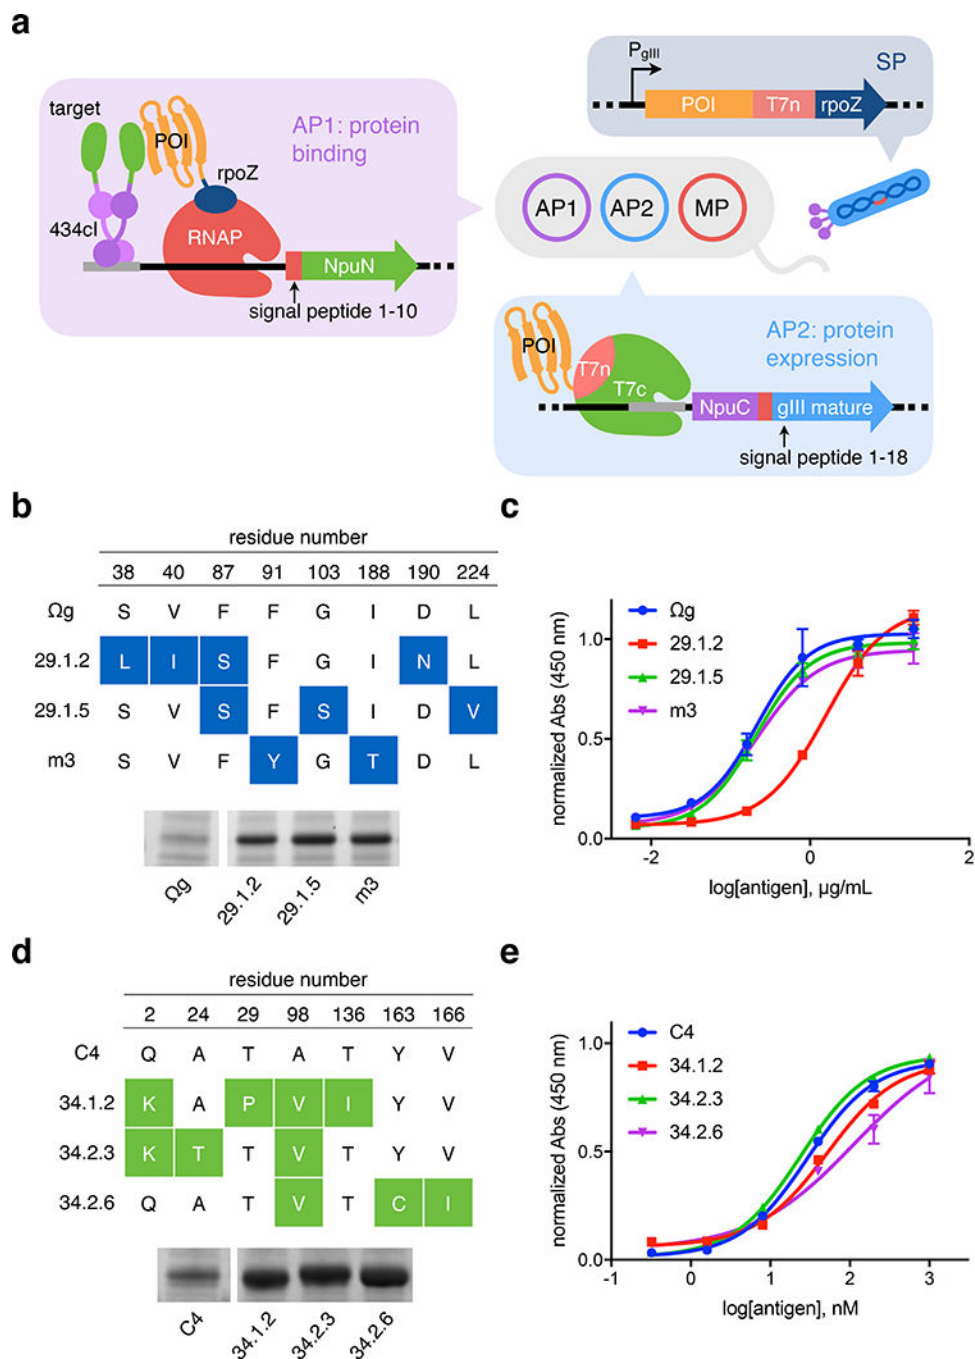 a
target
POI
rpoZ
434cI
RNAP
NpuN
signal peptide 1-10
AP1: protein
binding
PgIII
SP
POI
T7n
rpoZ
AP1
AP2
MP
POI
T7n
T7c
AP2: protein
expression
NpuC
gIII mature
signal peptide 1-18
b
residue number
38 40 87 91 103 188 190 224
Ωg S V F F G I D L
29.1.2 L I S F G I N L
29.1.5 S V S F S I D V
m3 S V F Y G T D L
Ωg 29.1.2 29.1.5 m3
c
normalized Abs (450 nm)
1.0
0.5
0.0
Ωg
29.1.2
29.1.5
m3
-2 0 2
log[antigen], µg/mL
d
residue number
2 24 29 98 136 163 166
C4 Q A T A T Y V
34.1.2 K A P V I Y V
34.2.3 K T T V T Y V
34.2.6 Q A T V T C I
C4 34.1.2 34.2.3 34.2.6
e
normalized Abs (450 nm)
1.0
0.5
0.0
C4
34.1.2
34.2.3
34.2.6
-1 0 1 2 3
log[antigen], nM